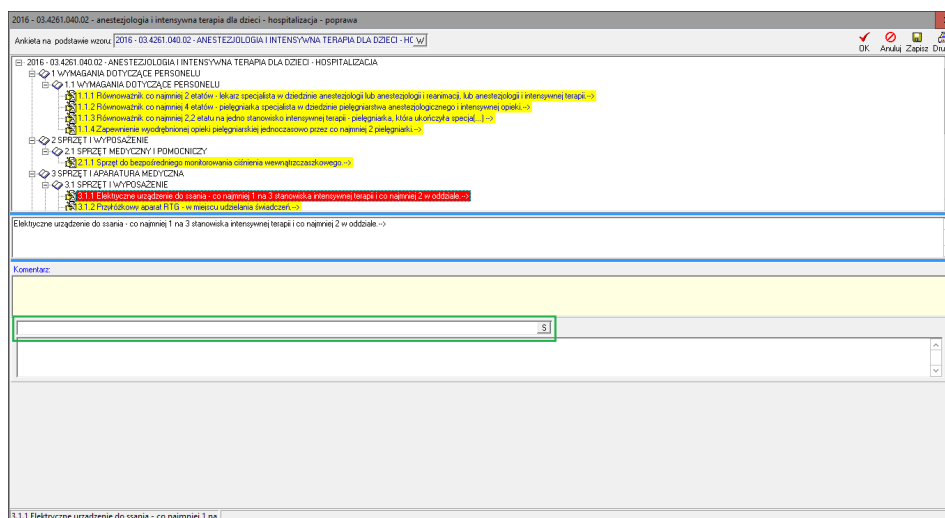 2016 - 03.4261.040.02 - anestezjologia i intensywna terapia dla dzieci - hospitalizacja - poprawa
Ankieta na podstawie wzoru: 2016 - 03.4261.040.02 - ANESTEZJOLOGIA I INTENSYWNA TERAPIA DLA DZIECI - HC W
OK Anuluj Zapisz Dru
2016 - 03.4261.040.02 - ANESTEZJOLOGIA I INTENSYWNA TERAPIA DLA DZIECI - HOSPITALIZACJA
1 WYMAGANIA DOTYCZĄCE PERSONELU
1.1 WYMAGANIA DOTYCZĄCE PERSONELU
1.1.1 Równoważnik co najmniej 2 etatów - lekarz specjalista w dziedzinie anestezjologii lub anestezjologii i reanimacji, lub anestezjologii i intensywnej terapii.-->
1.1.2 Równoważnik co najmniej 4 etatów - pielęgniarka specjalista w dziedzinie pielęgniarstwa anestezjologicznego i intensywnej opieki.-->
1.1.3 Równoważnik co najmniej 2,2 etatu na jedno stanowisko intensywnej terapii - pielęgniarka, która ukończyła specja(...)-->
1.1.4 Zapewnienie wyodrębnionej opieki pielęgniarskiej jednoczasowo przez co najmniej 2 pielęgniarki.-->
2 SPRZĘT I WYPOSAŻENIE
2.1 SPRZĘT MEDYCZNY I POMOCNICZY
2.1.1 Sprzęt do bezpośredniego monitorowania ciśnienia wewnątrzczaszkowego.-->
3 SPRZĘT I APARATURA MEDYCZNA
3.1 SPRZĘT I WYPOSAŻENIE
3.1.1 Elektryczne urządzenie do ssania - co najmniej 1 na 3 stanowiska intensywnej terapii i co najmniej 2 w oddziale.-->
3.1.2 Przyłóżkowy aparat RTG - w miejscu udzielania świadczeń.-->
Elektryczne urządzenie do ssania - co najmniej 1 na 3 stanowiska intensywnej terapii i co najmniej 2 w oddziale.-->
Komentarz:
S
3.1.1 Elektryczne urządzenie do ssania - co najmniej 1 na